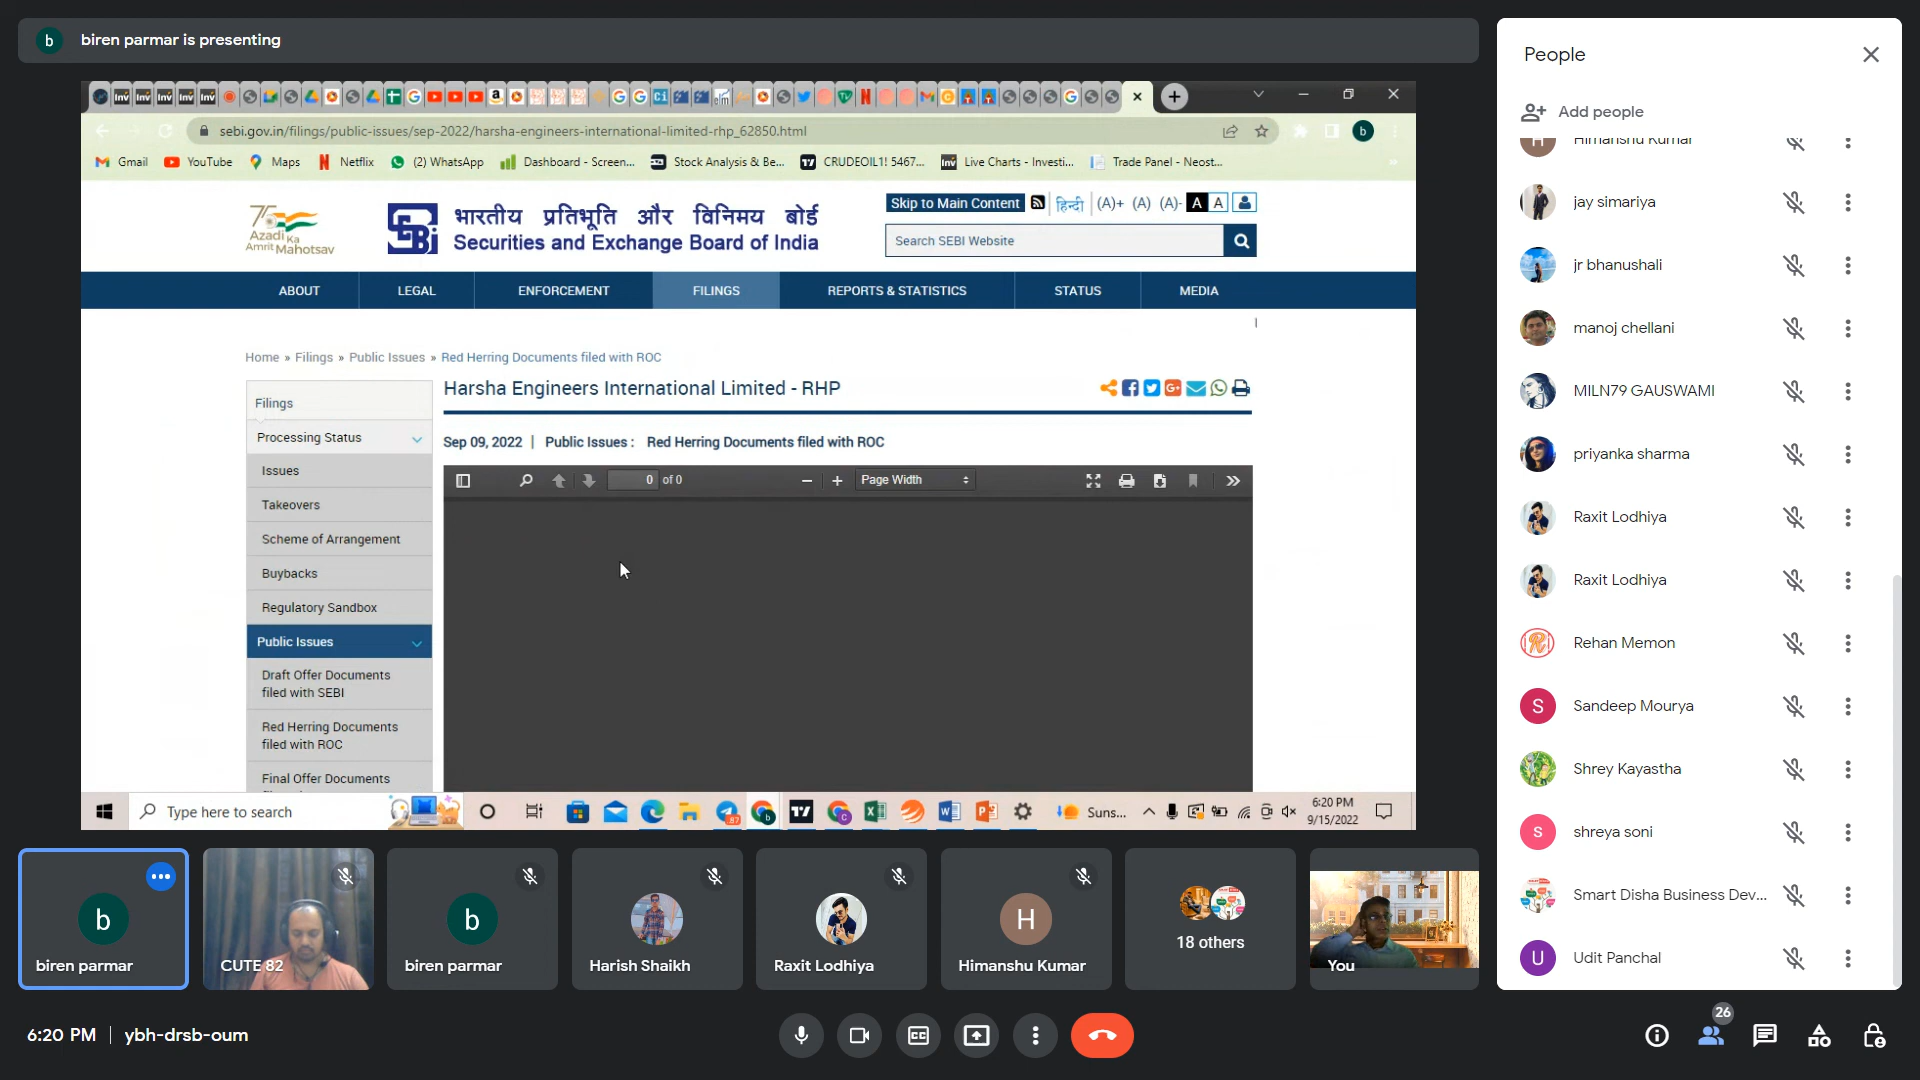 b biren parmar is presenting
sebi.gov.in/filings/public-issues/sep-2022/harsha-engineers-international-limited-rhp_62850.html
b
Gmail YouTube Maps Netflix (2) WhatsApp Dashboard - Screen... Stock Analysis & Be... CRUDEOIL1! 5467... Live Charts - Investi... Trade Panel - Neost...
75
Azadi Ka
Amrit Mahotsav
भारतीय प्रतिभूति और विनिमय बोर्ड
Securities and Exchange Board of India
Skip to Main Content हिन्दी (A)+ (A) (A)- A A
Search SEBI Website
ABOUT LEGAL ENFORCEMENT FILINGS REPORTS & STATISTICS STATUS MEDIA
Home » Filings » Public Issues » Red Herring Documents filed with ROC
Harsha Engineers International Limited - RHP
Sep 09, 2022 | Public Issues : Red Herring Documents filed with ROC
0 of 0 Page Width
Filings
Processing Status
Issues
Takeovers
Scheme of Arrangement
Buybacks
Regulatory Sandbox
Public Issues
Draft Offer Documents
filed with SEBI
Red Herring Documents
filed with ROC
Final Offer Documents
Type here to search
Suns...
6:20 PM
9/15/2022
b
biren parmar
CUTE 82
b
biren parmar
Harish Shaikh
Raxit Lodhiya
H
Himanshu Kumar
18 others
You
6:20 PM | ybh-drsb-oum
26
People
Add people
Himanshu Kumar
jay simariya
jr bhanushali
manoj chellani
MILN79 GAUSWAMI
priyanka sharma
Raxit Lodhiya
Raxit Lodhiya
Rehan Memon
S Sandeep Mourya
Shrey Kayastha
s shreya soni
Smart Disha Business Dev...
U Udit Panchal